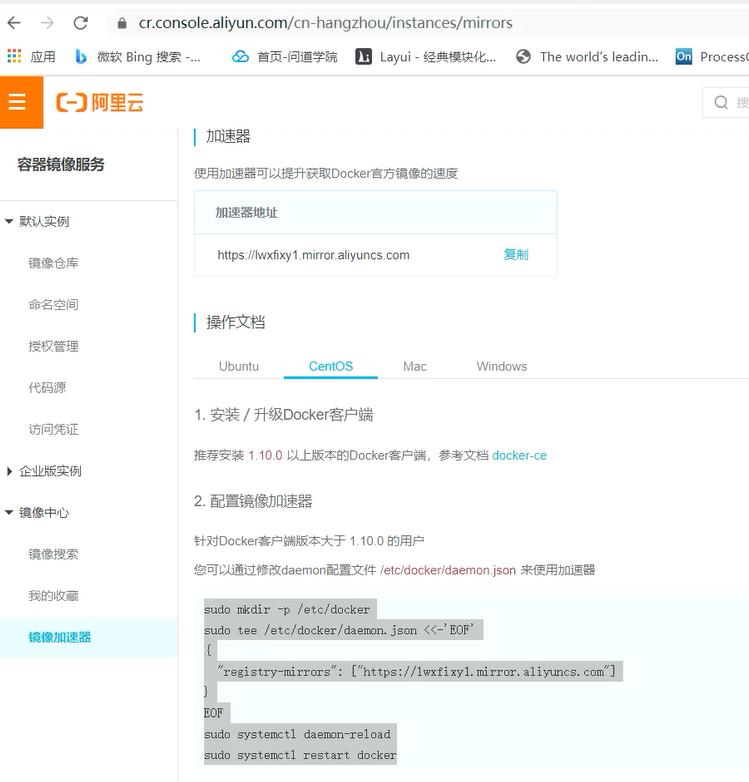 cr.console.aliyun.com/cn-hangzhou/instances/mirrors
应用
微软 Bing 搜索 -...
首页-问道学院
Layui - 经典模块化...
The world's leadin...
On
ProcessO
阿里云
搜
容器镜像服务
默认实例
镜像仓库
命名空间
授权管理
代码源
访问凭证
企业版实例
镜像中心
镜像搜索
我的收藏
镜像加速器
加速器
使用加速器可以提升获取Docker官方镜像的速度
加速器地址
https://lwxfixy1.mirror.aliyuncs.com 复制
操作文档
Ubuntu CentOS Mac Windows
1. 安装 / 升级Docker客户端
推荐安装 1.10.0 以上版本的Docker客户端，参考文档 docker-ce
2. 配置镜像加速器
针对Docker客户端版本大于 1.10.0 的用户
您可以通过修改daemon配置文件 /etc/docker/daemon.json 来使用加速器
sudo mkdir -p /etc/docker
sudo tee /etc/docker/daemon.json <<-'EOF'
{
"registry-mirrors": ["https://lwxfixy1.mirror.aliyuncs.com"]
}
EOF
sudo systemctl daemon-reload
sudo systemctl restart docker